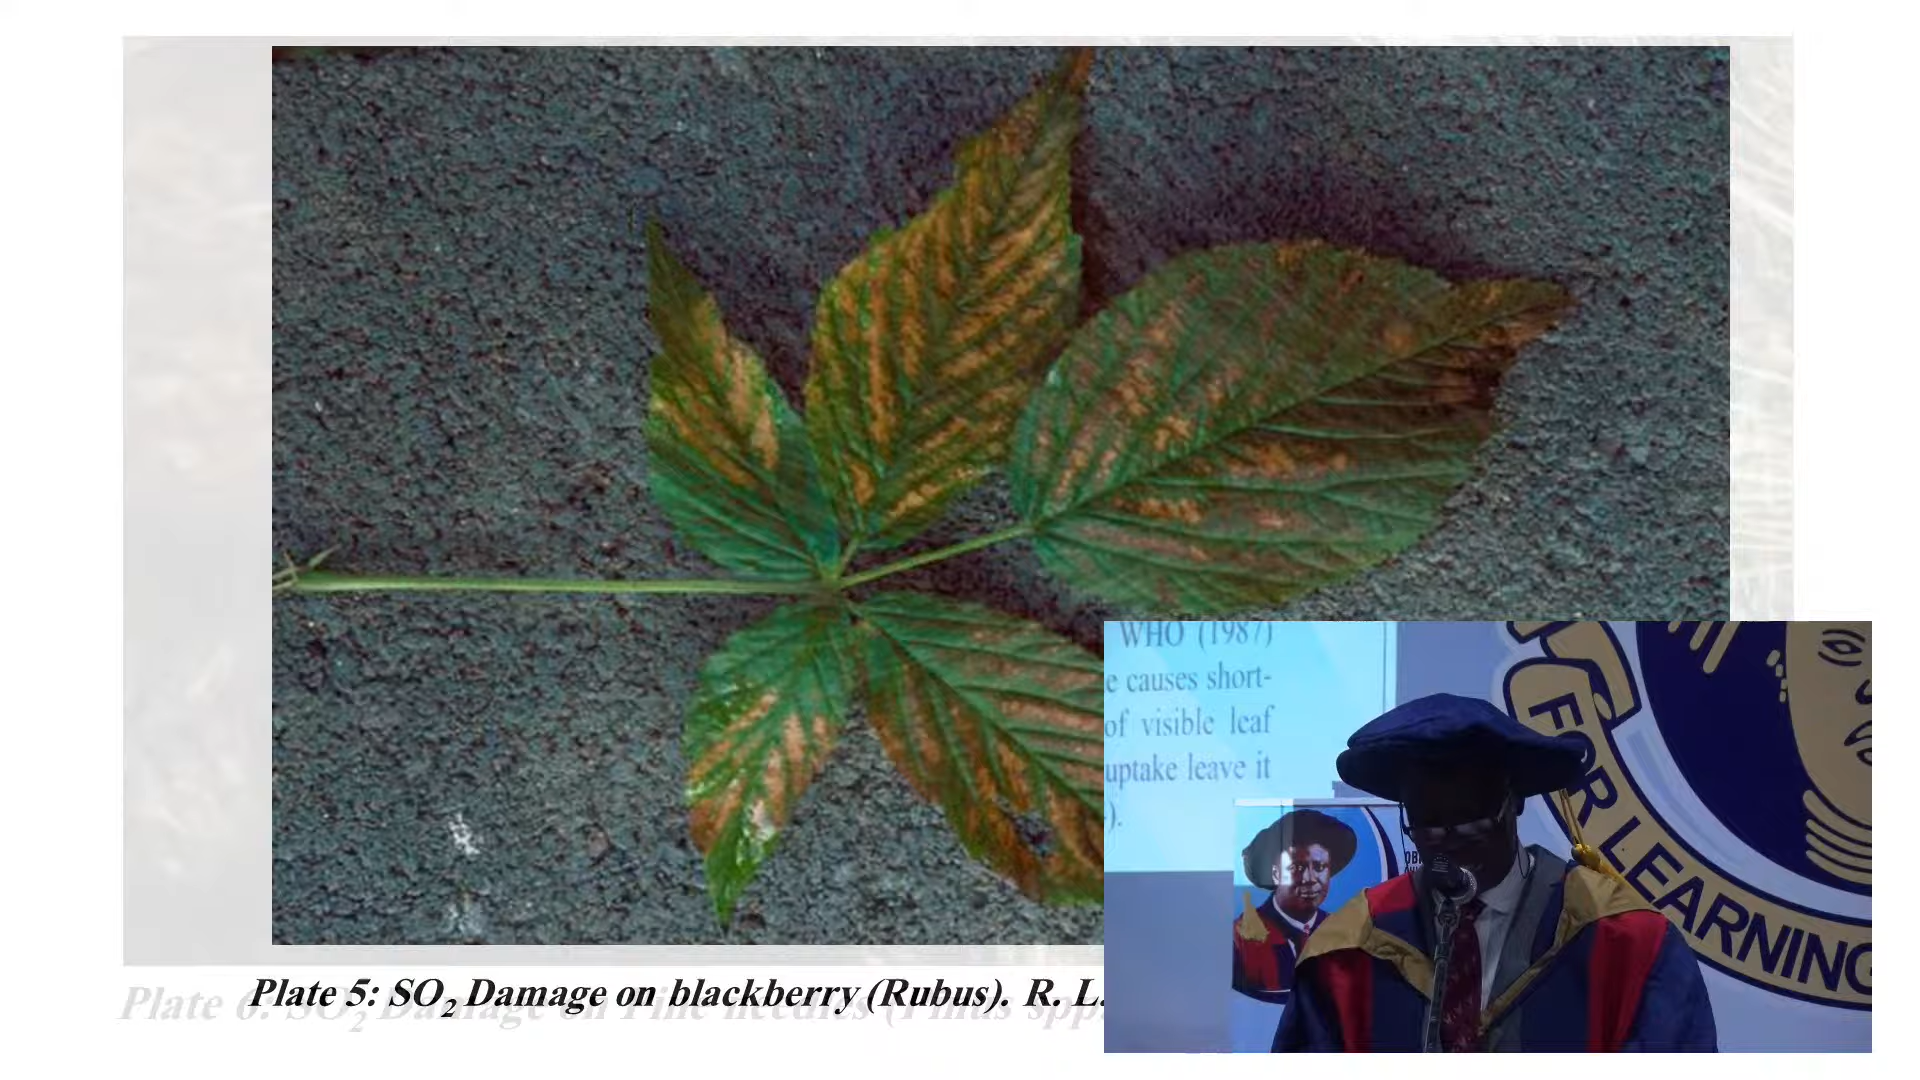 Plate 5: SO2 Damage on blackberry (Rubus). R. L.
Plate 6: SO2 Damage on Pine needles (Pinus spp.
WHO (1987)
e causes short-
of visible leaf
uptake leave it
).
FOR LEARNING